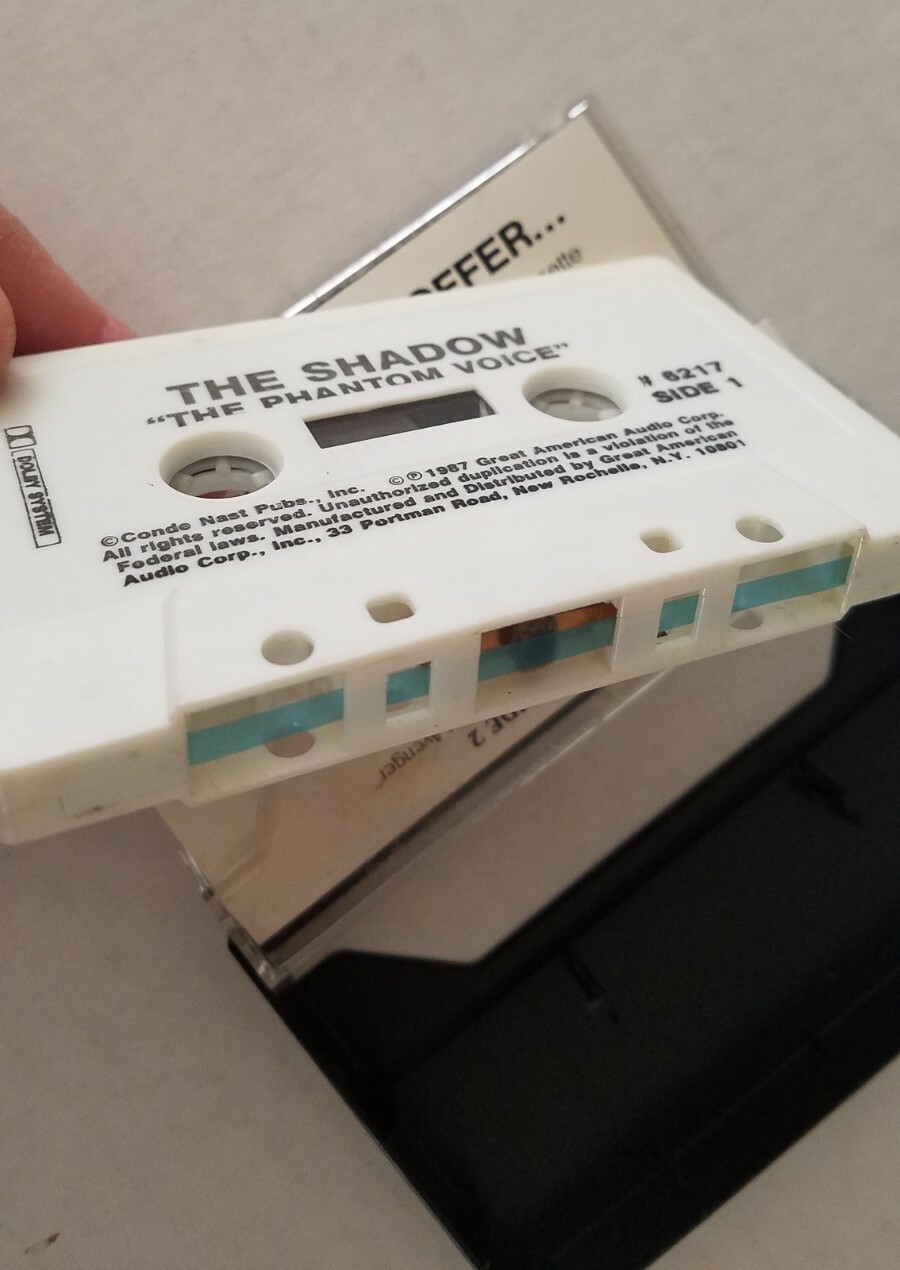 OFFER...
THE SHADOW
“THE PHANTOM VOICE”
# 6217
SIDE 1
DOLBY SYSTEM
©Conde Nast Pubs., Inc. ©℗1987 Great American Audio Corp.
All rights reserved. Unauthorized duplication is a violation of the
Federal laws. Manufactured and Distributed by Great American
Audio Corp., Inc., 33 Portman Road, New Rochelle, N.Y. 10801
2
Avenger"